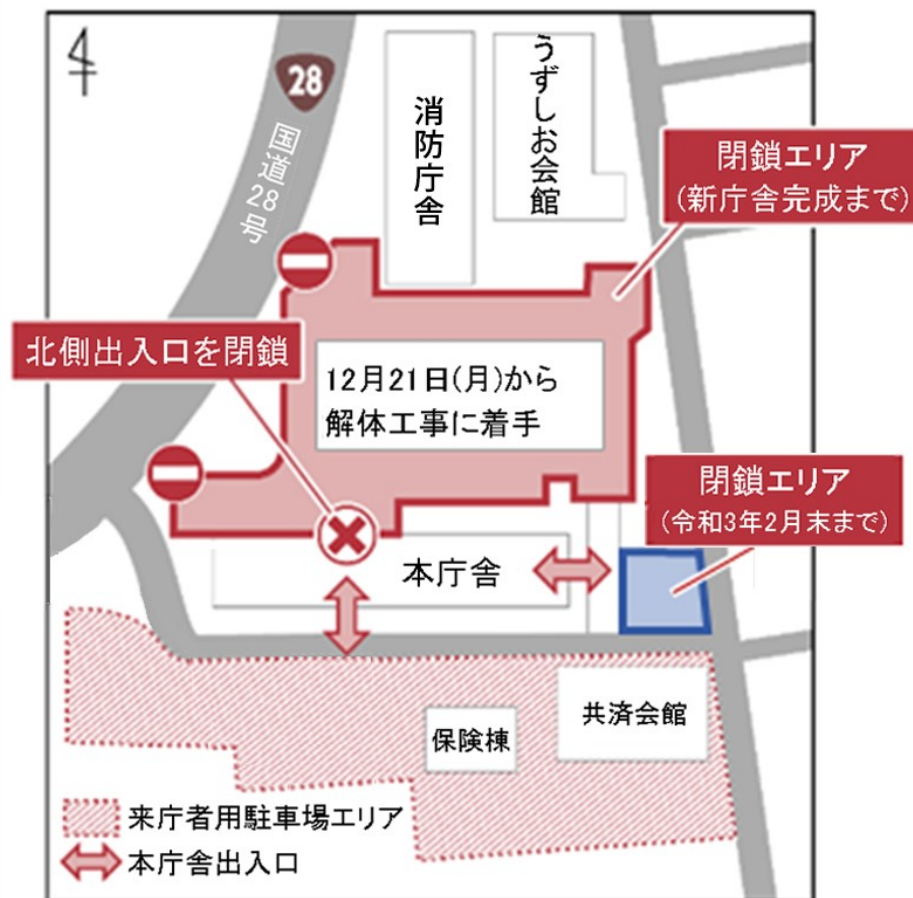 28
国道28号
消防庁舎
うずしお会館
閉鎖エリア
(新庁舎完成まで)
北側出入口を閉鎖
12月21日(月)から
解体工事に着手
閉鎖エリア
(令和3年2月末まで)
本庁舎
共済会館
保険棟
来庁者用駐車場エリア
本庁舎出入口